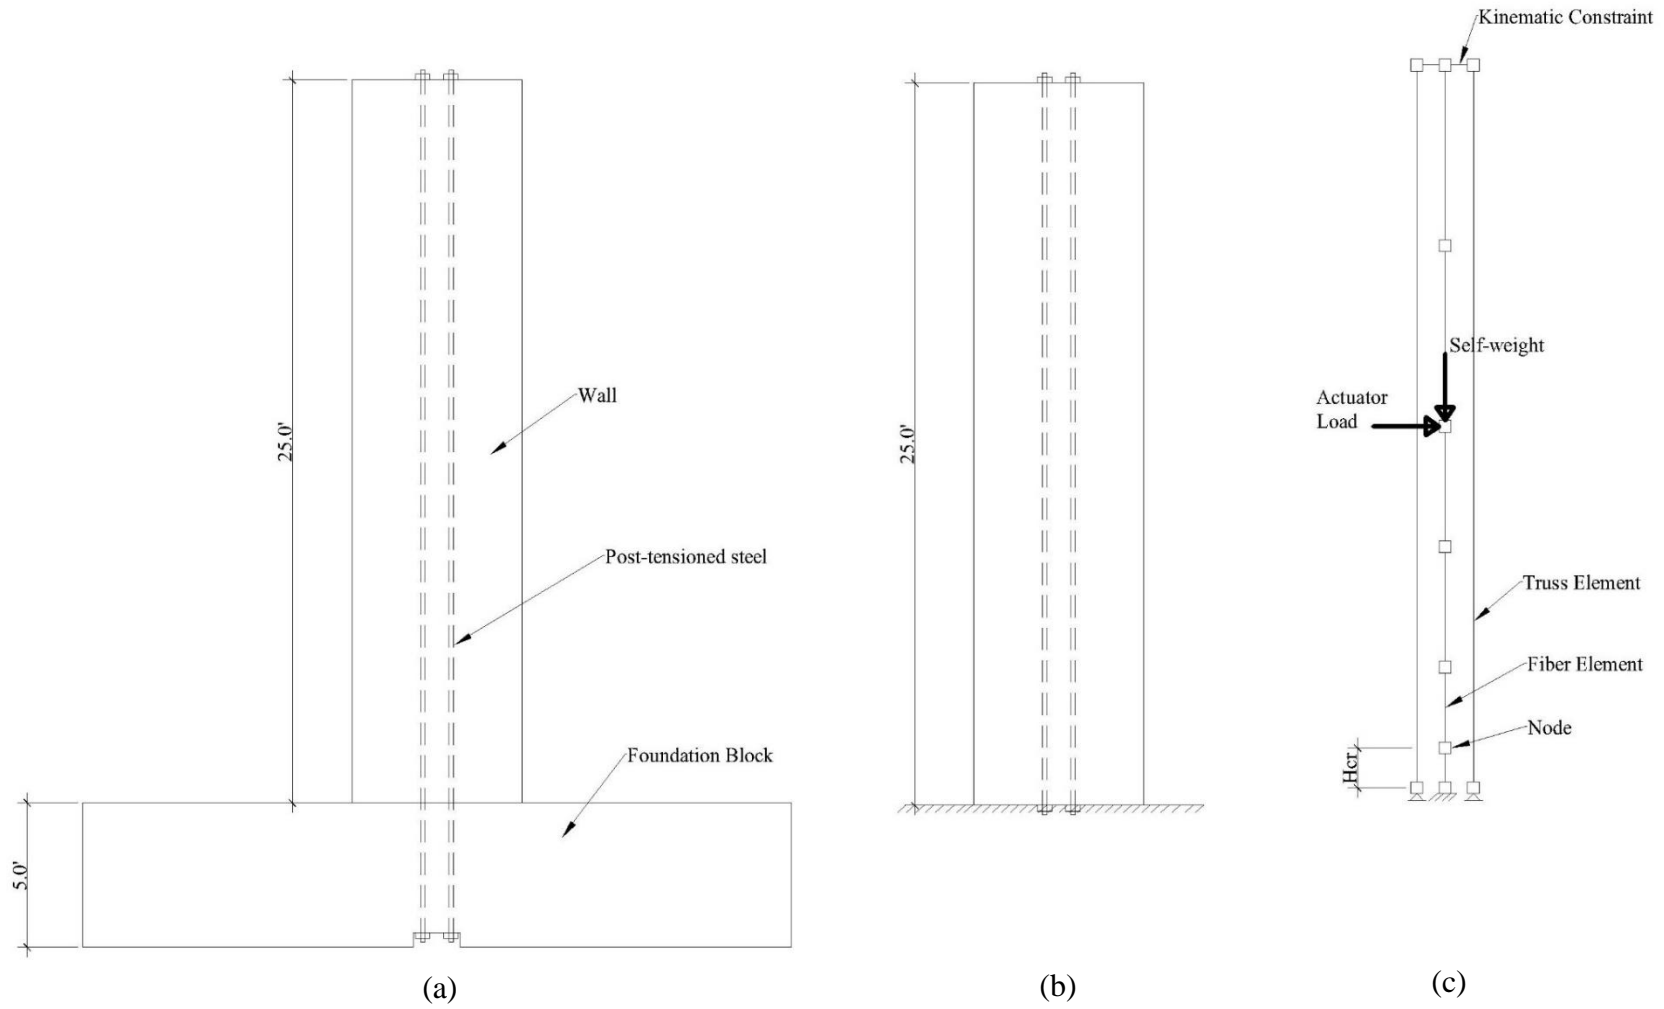 25.0'
Wall
Post-tensioned steel
Foundation Block
5.0'
(a)
25.0'
(b)
Kinematic Constraint
Self-weight
Actuator
Load
Truss Element
Fiber Element
Node
Hcr
(c)